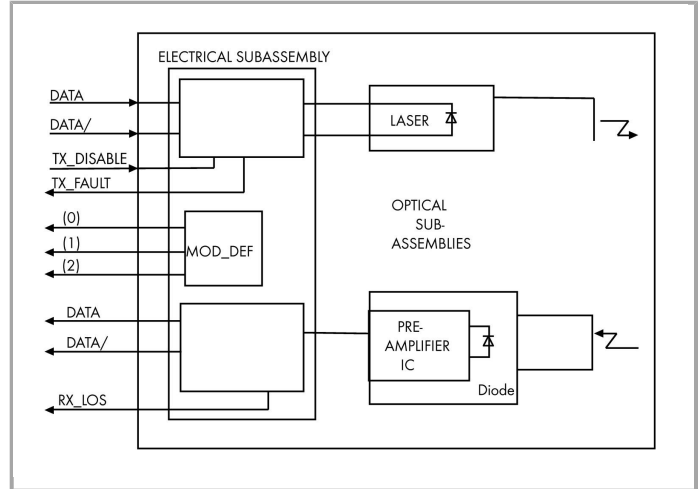 ELECTRICAL SUBASSEMBLY
DATA
DATA/
TX_DISABLE
TX_FAULT
LASER
(0)
(1)
(2)
MOD_DEF
OPTICAL
SUB-
ASSEMBLIES
DATA
DATA/
RX_LOS
PRE-
AMPLIFIER
IC
Diode